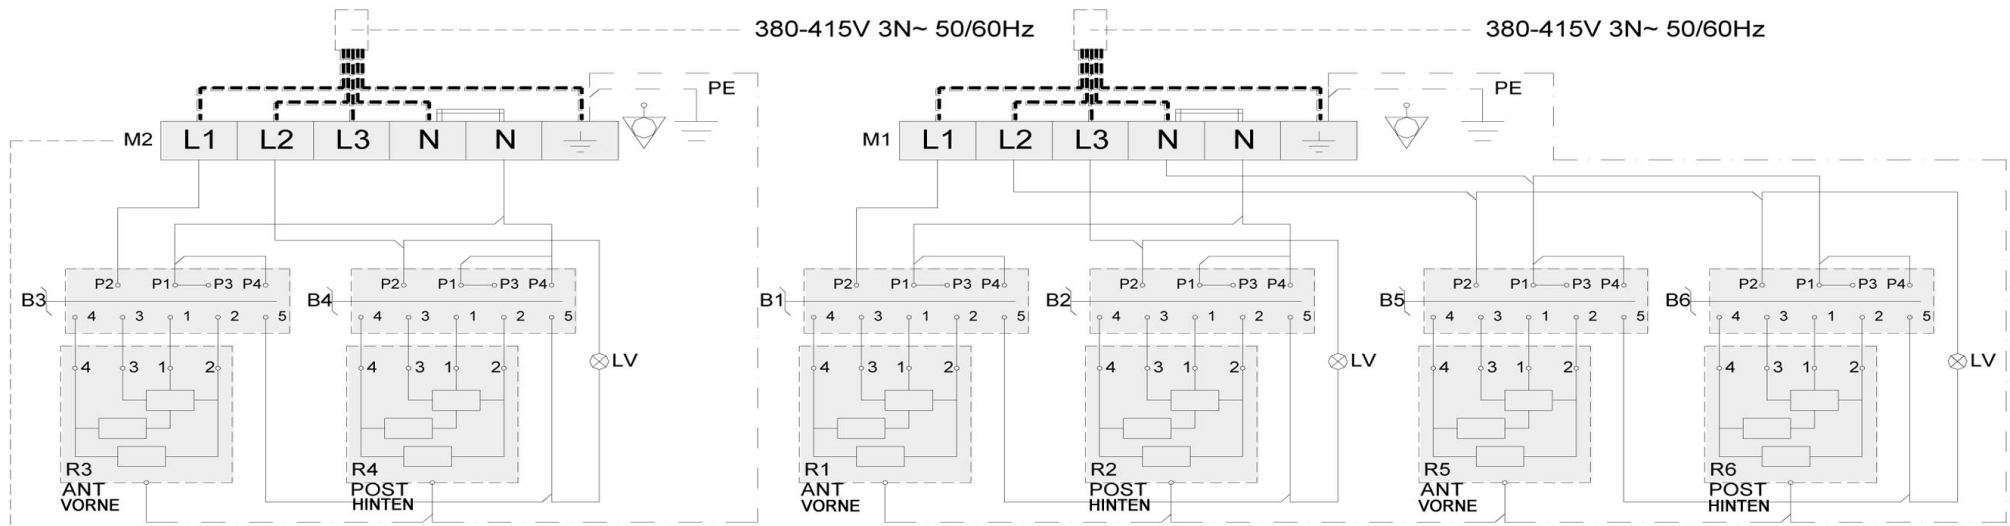 380-415V 3N~ 50/60Hz 380-415V 3N~ 50/60Hz
PE PE
M2 L1 L2 L3 N N M1 L1 L2 L3 N N
B3 P2 P1 P3 P4 B4 P2 P1 P3 P4 B1 P2 P1 P3 P4 B2 P2 P1 P3 P4 B5 P2 P1 P3 P4 B6 P2 P1 P3 P4
4 3 1 2 5 4 3 1 2 5 4 3 1 2 5 4 3 1 2 5 4 3 1 2 5 4 3 1 2 5
4 3 1 2 4 3 1 2 LV 4 3 1 2 4 3 1 2 LV 4 3 1 2 4 3 1 2 LV
R3 R4 R1 R2 R5 R6
ANT POST ANT POST ANT POST
VORNE HINTEN VORNE HINTEN VORNE HINTEN